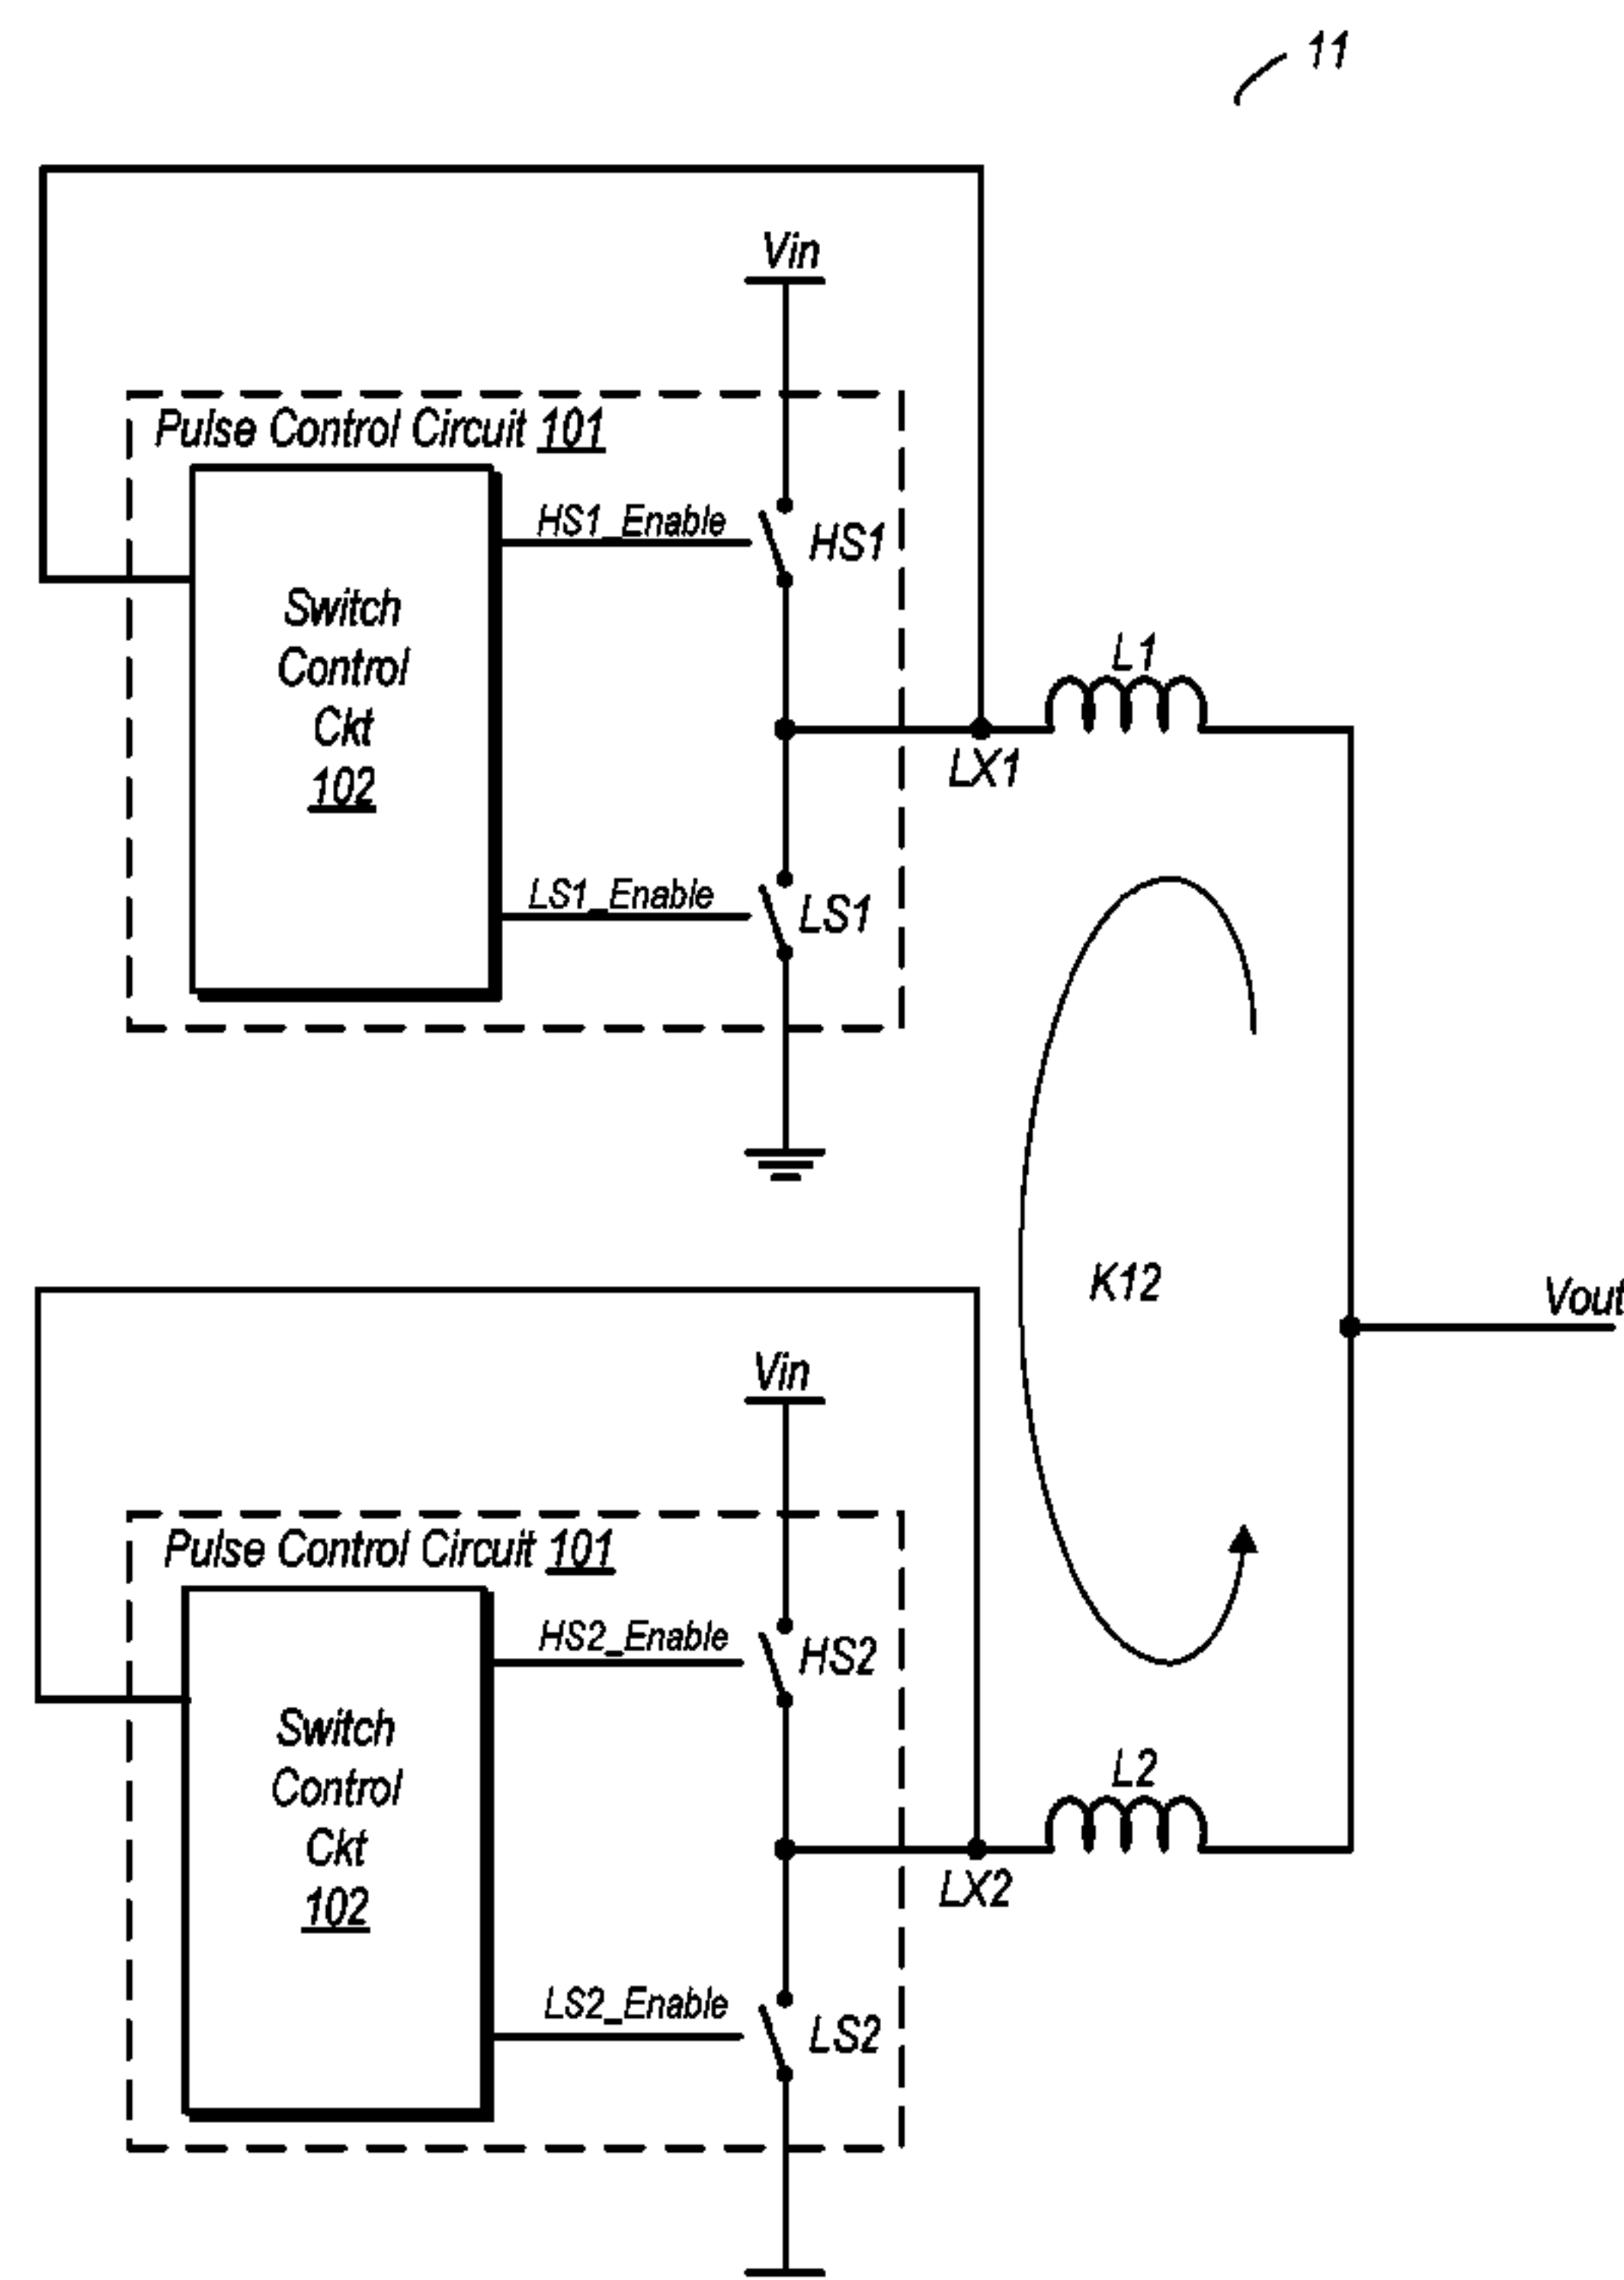 11
Vin
Pulse Control Circuit 101
HS1_Enable
HS1
Switch
Control
Ckt
102
L1
LX1
LS1_Enable
LS1
K12
Vout
Vin
Pulse Control Circuit 101
HS2_Enable
HS2
Switch
Control
Ckt
102
L2
LX2
LS2_Enable
LS2